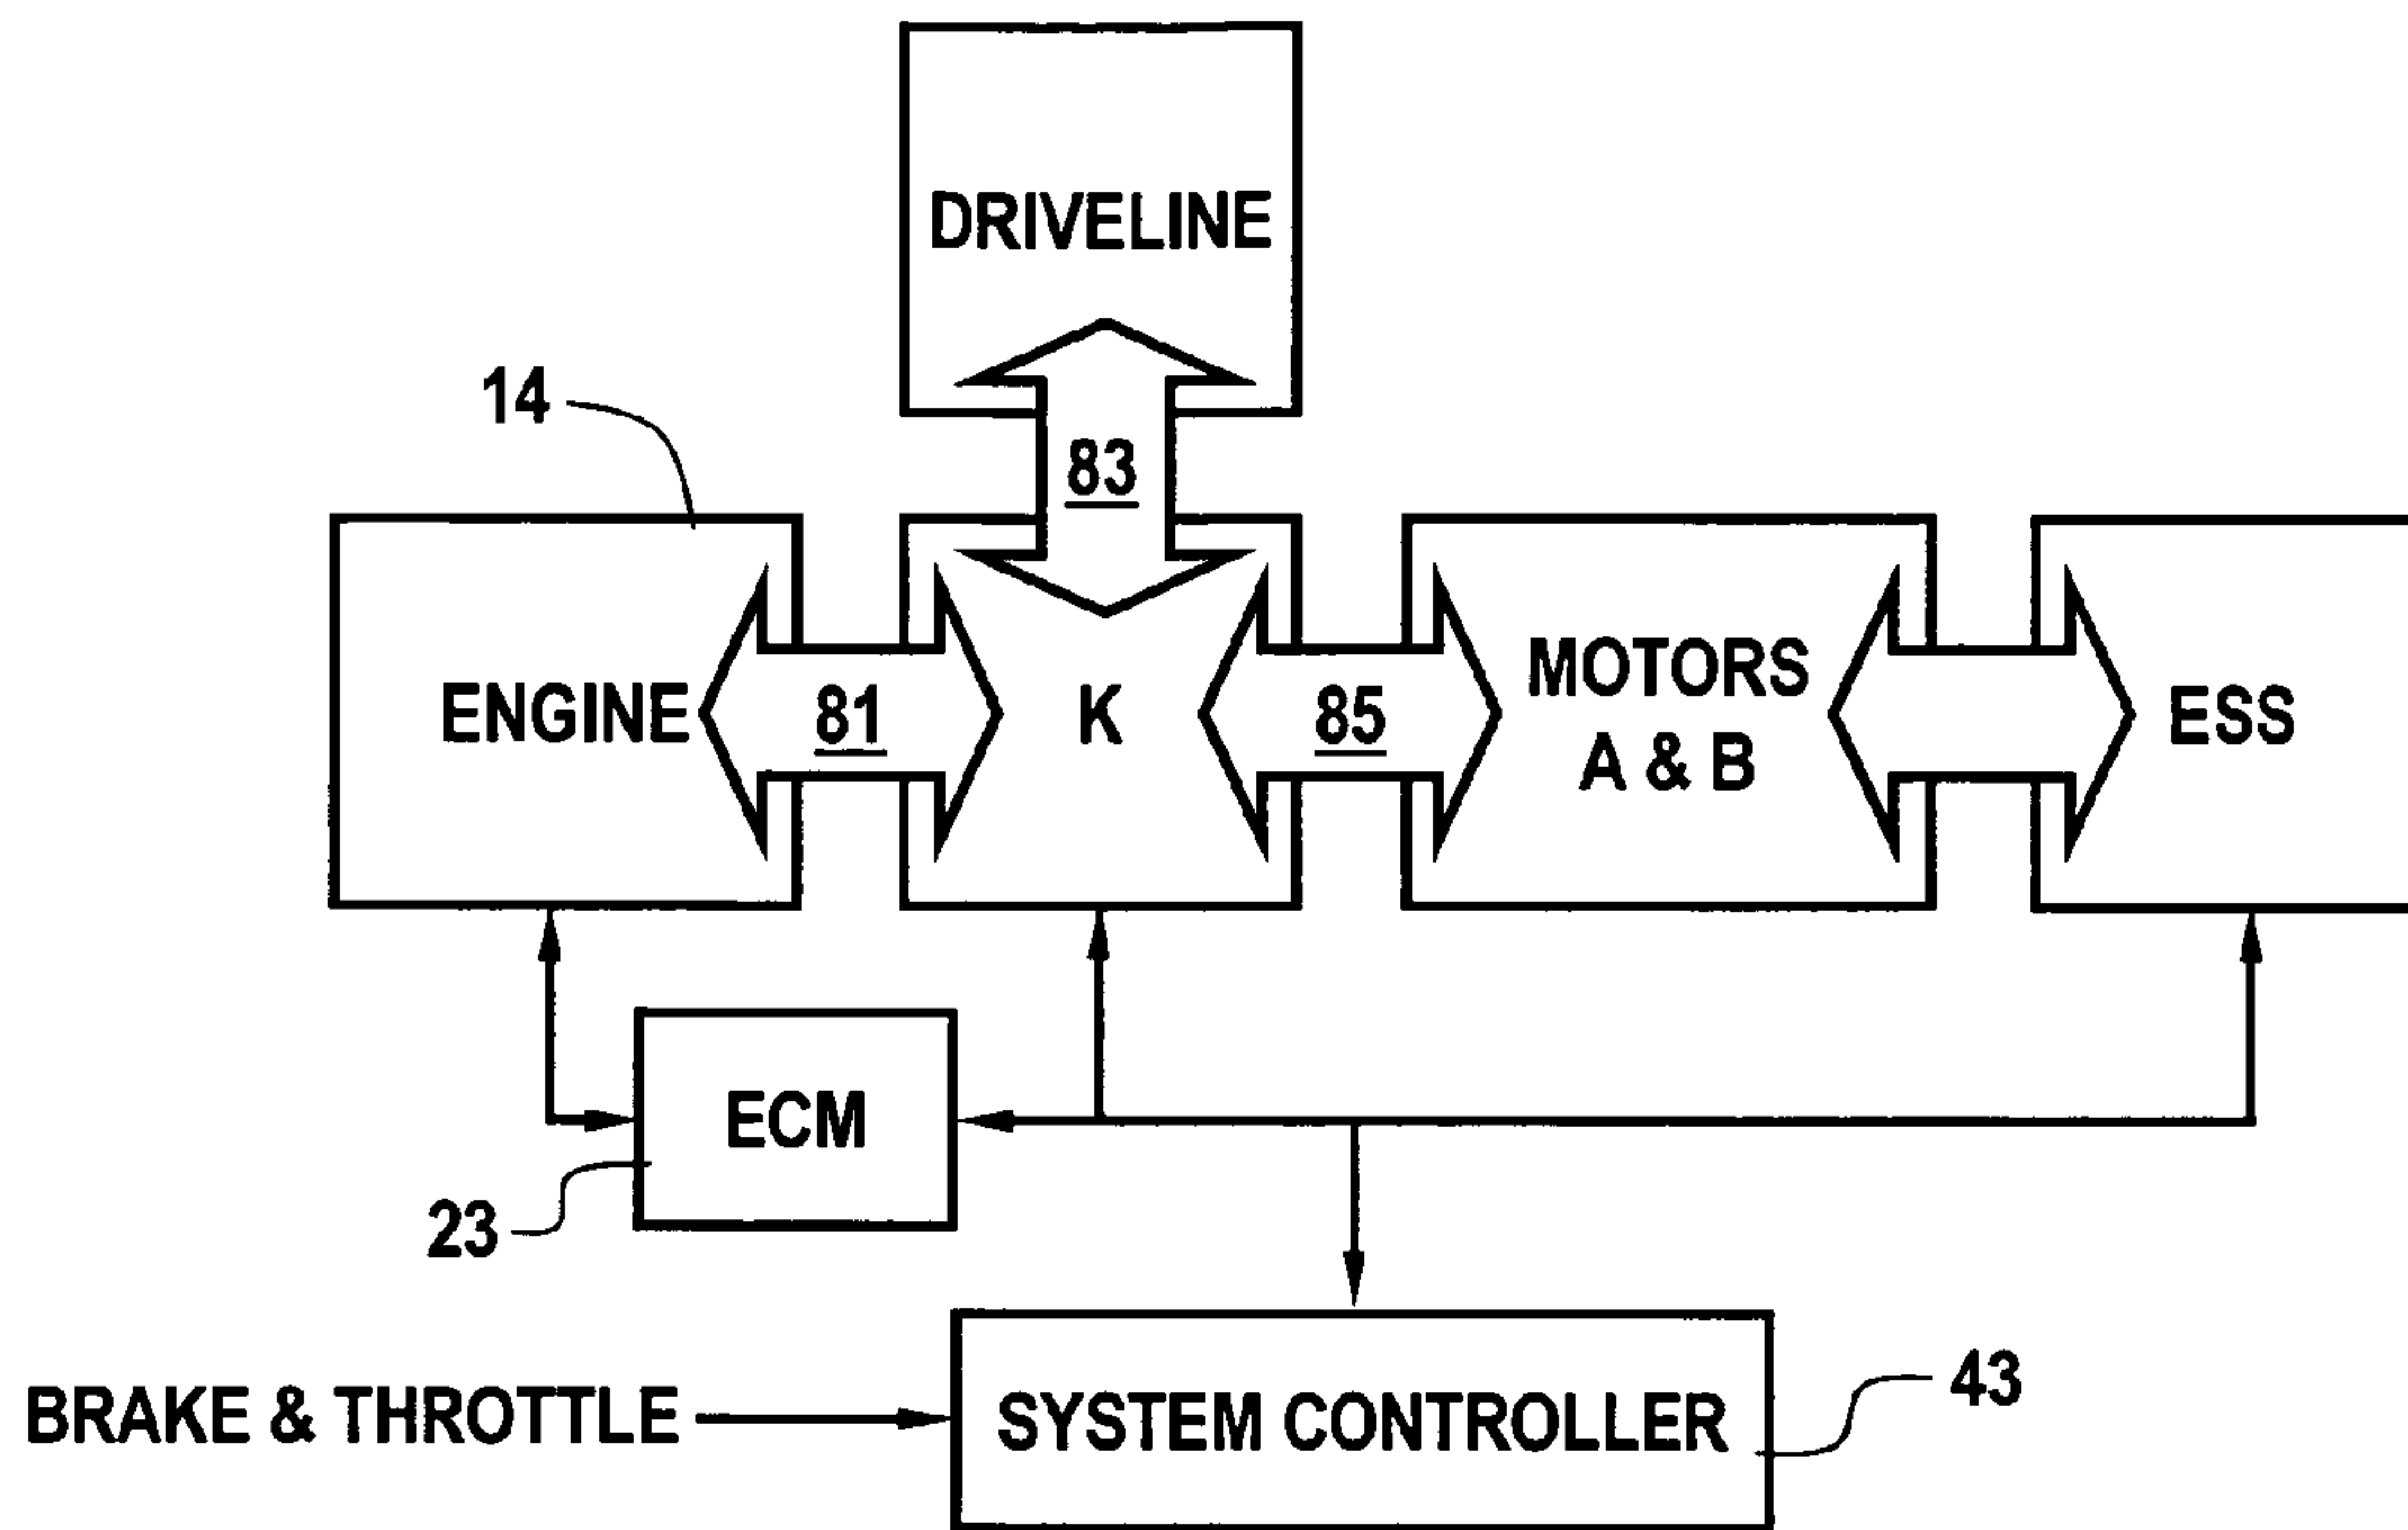 DRIVELINE
14
83
ENGINE
81
K
85
MOTORS
A & B
ESS
ECM
23
BRAKE & THROTTLE
SYSTEM CONTROLLER
43